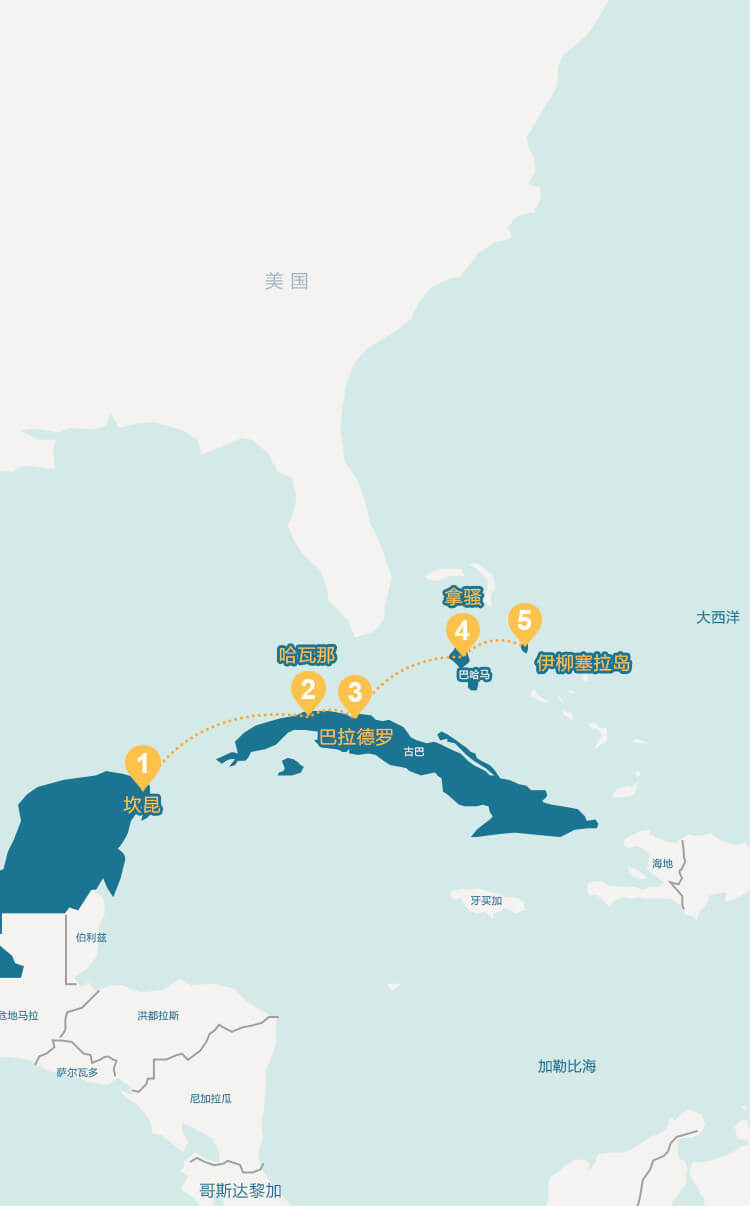 美 国
拿骚
4
5
大西洋
哈瓦那
伊柳塞拉岛
2
3
巴哈马
巴拉德罗
古巴
1
坎昆
海地
牙买加
伯利兹
危地马拉
洪都拉斯
加勒比海
萨尔瓦多
尼加拉瓜
哥斯达黎加